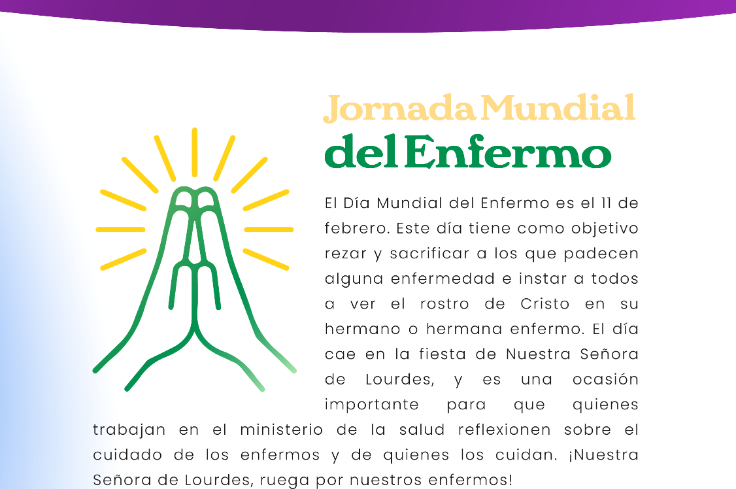 Jornada Mundial
del Enfermo
El Día Mundial del Enfermo es el 11 de
febrero. Este día tiene como objetivo
rezar y sacrificar a los que padecen
alguna enfermedad e instar a todos
a ver el rostro de Cristo en su
hermano o hermana enfermo. El día
cae en la fiesta de Nuestra Señora
de Lourdes, y es una ocasión
importante para que quienes
trabajan en el ministerio de la salud reflexionen sobre el
cuidado de los enfermos y de quienes los cuidan. ¡Nuestra
Señora de Lourdes, ruega por nuestros enfermos!